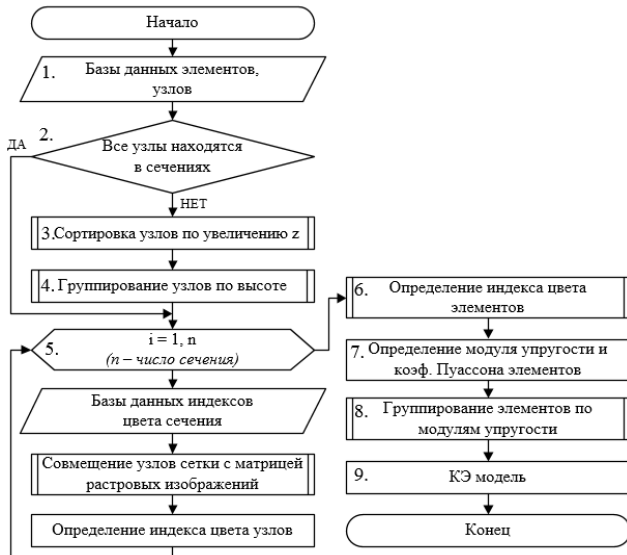 Начало
1. Базы данных элементов,
узлов
2.
ДА
Все узлы находятся
в сечениях
НЕТ
3.Сортировка узлов по увеличению z
4. Группирование узлов по высоте
5.
i = 1, n
(n – число сечения)
Базы данных индексов
цвета сечения
Совмещение узлов сетки с матрицей
растровых изображений
Определение индекса цвета узлов
6. Определение индекса цвета
элементов
7. Определение модуля упругости и
коэф. Пуассона элементов
8. Группирование элементов по
модулям упругости
9. КЭ модель
Конец